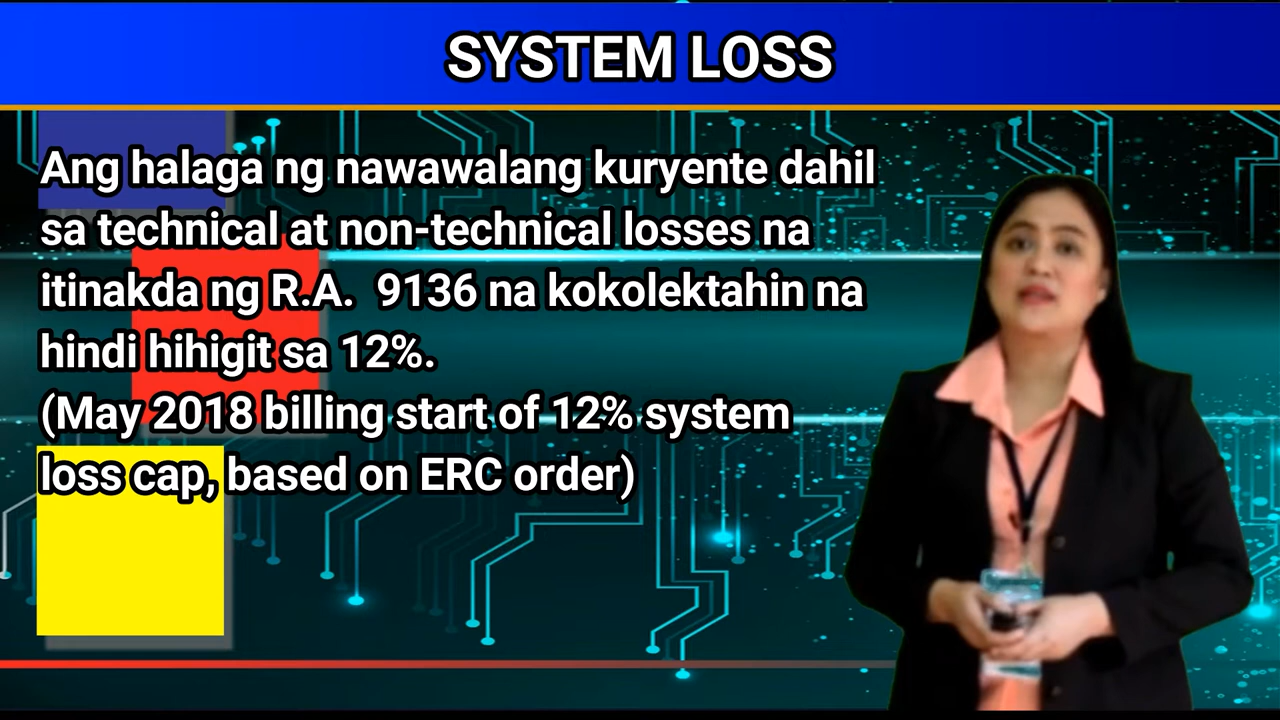 SYSTEM LOSS
Ang halaga ng nawawalang kuryente dahil
sa technical at non-technical losses na
itinakda ng R.A.  9136 na kokolektahin na
hindi hihigit sa 12%.
(May 2018 billing start of 12% system
loss cap, based on ERC order)